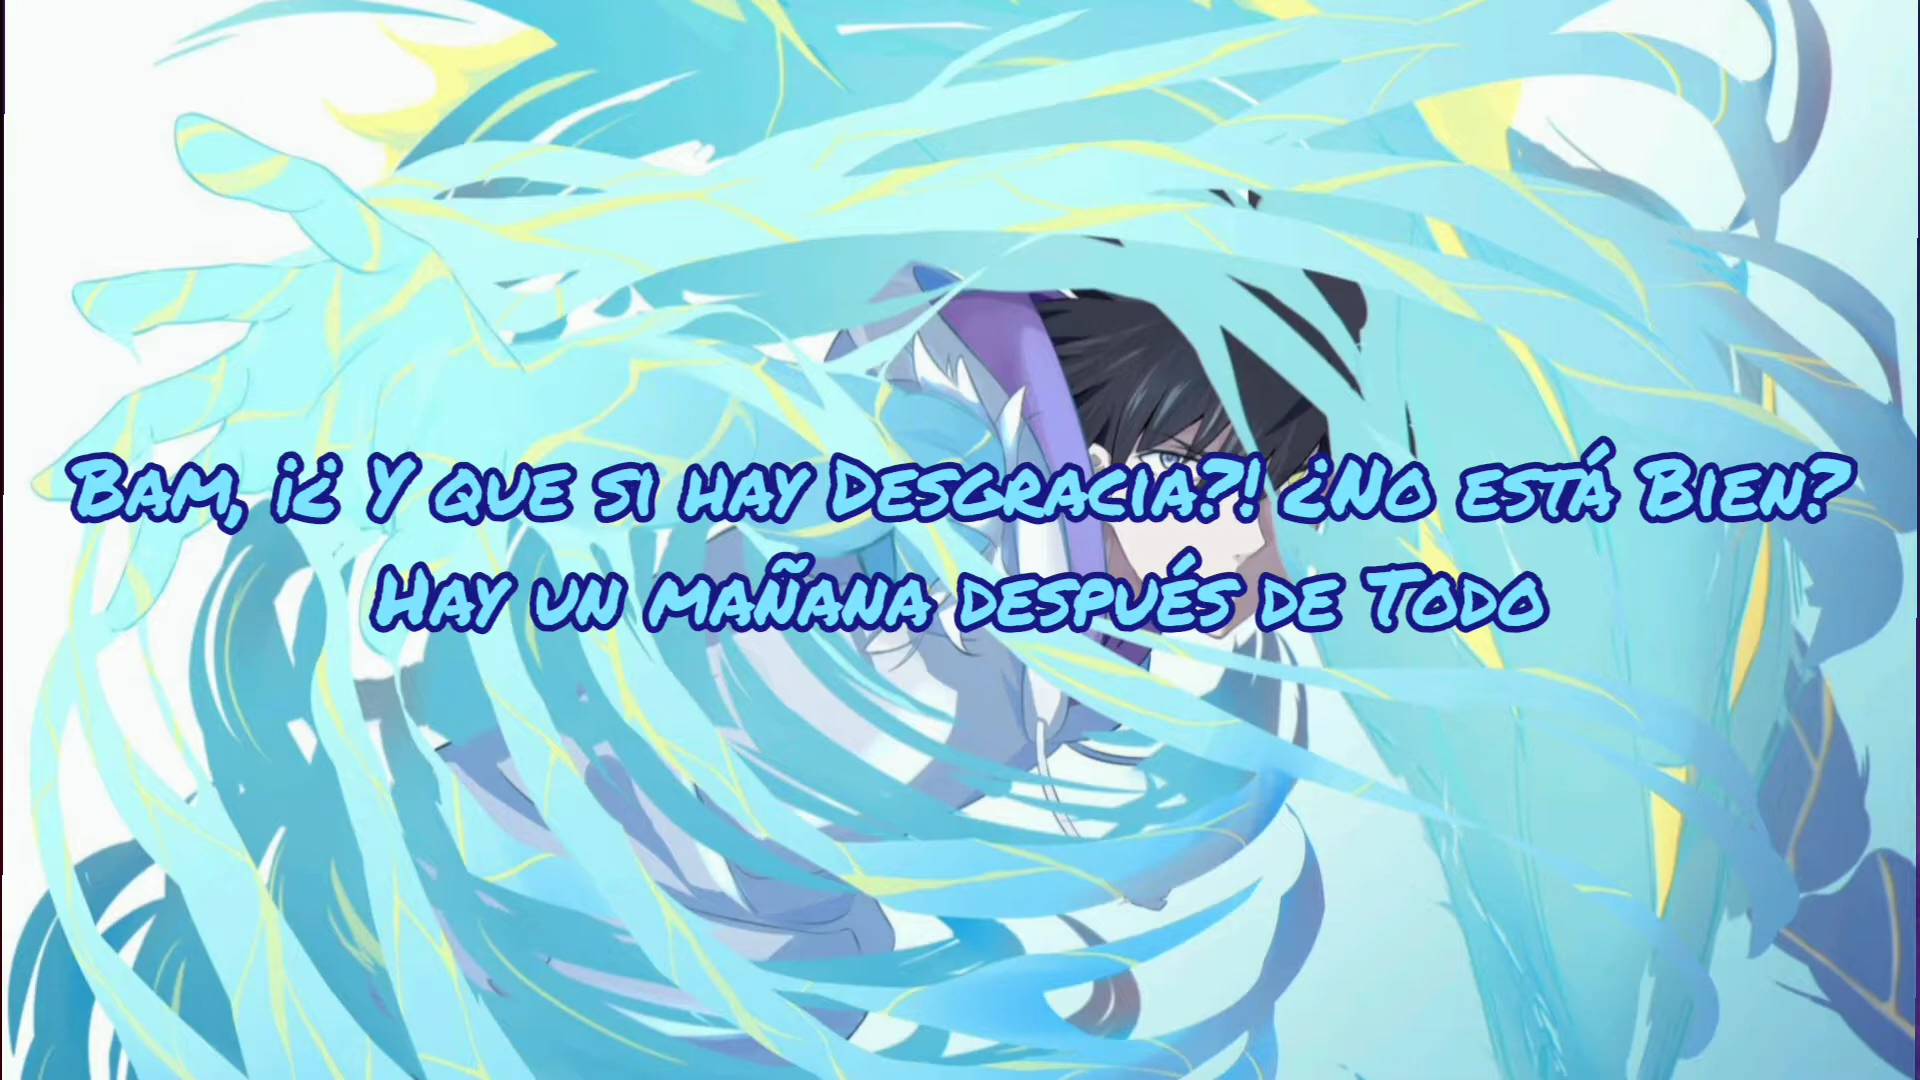 Bam, ¡¿ Y que si hay Desgracia?! ¿No está Bien?
Hay un mañana después de Todo